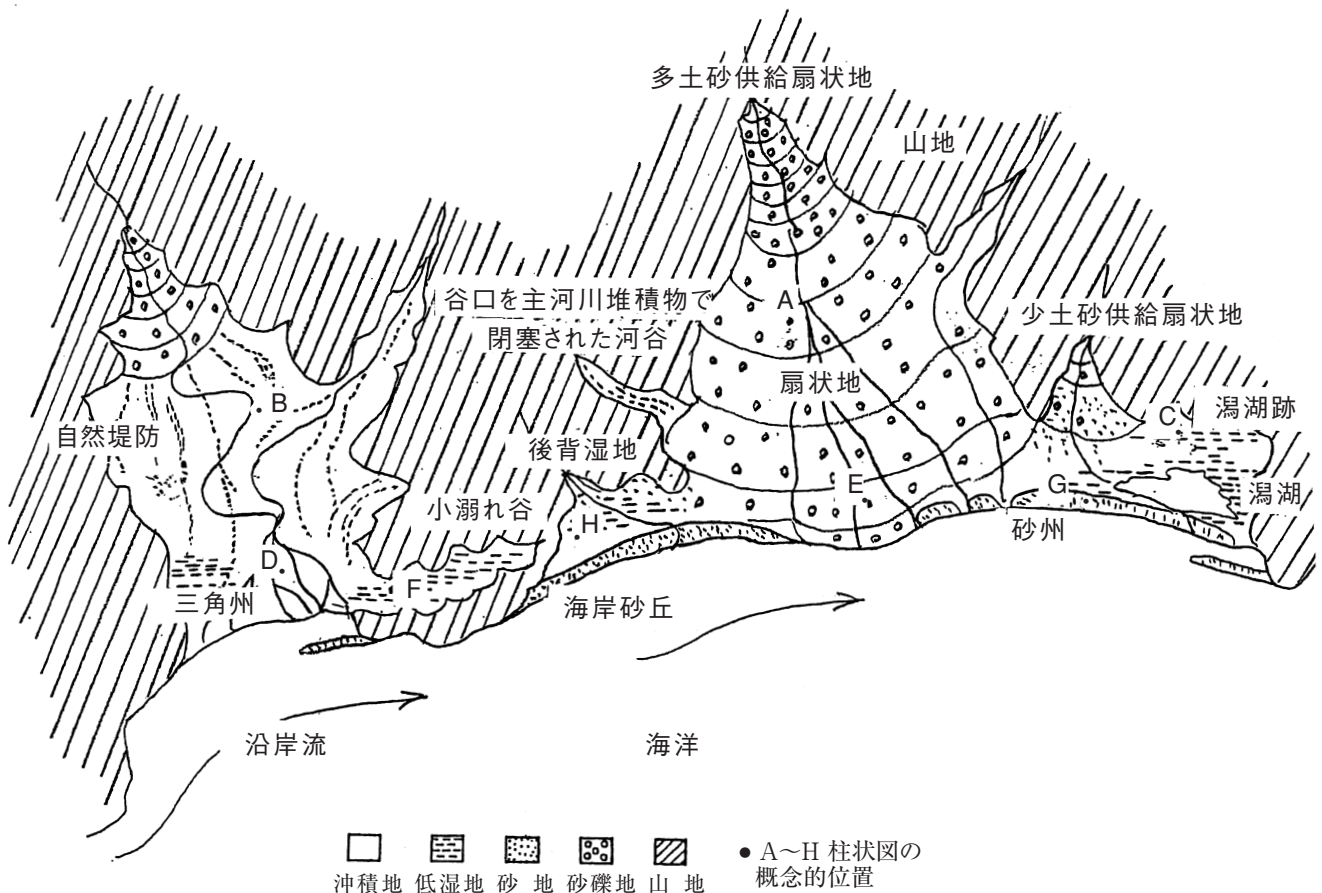 多土砂供給扇状地
山地
谷口を主河川堆積物で
閉塞された河谷
A
少土砂供給扇状地
扇状地
B
自然堤防
C
潟湖跡
後背湿地
E
G
潟湖
小溺れ谷
H
砂州
D
F
三角州
海岸砂丘
沿岸流
海洋
沖積地 低湿地 砂地 砂礫地 山地
● A〜H 柱状図の
概念的位置